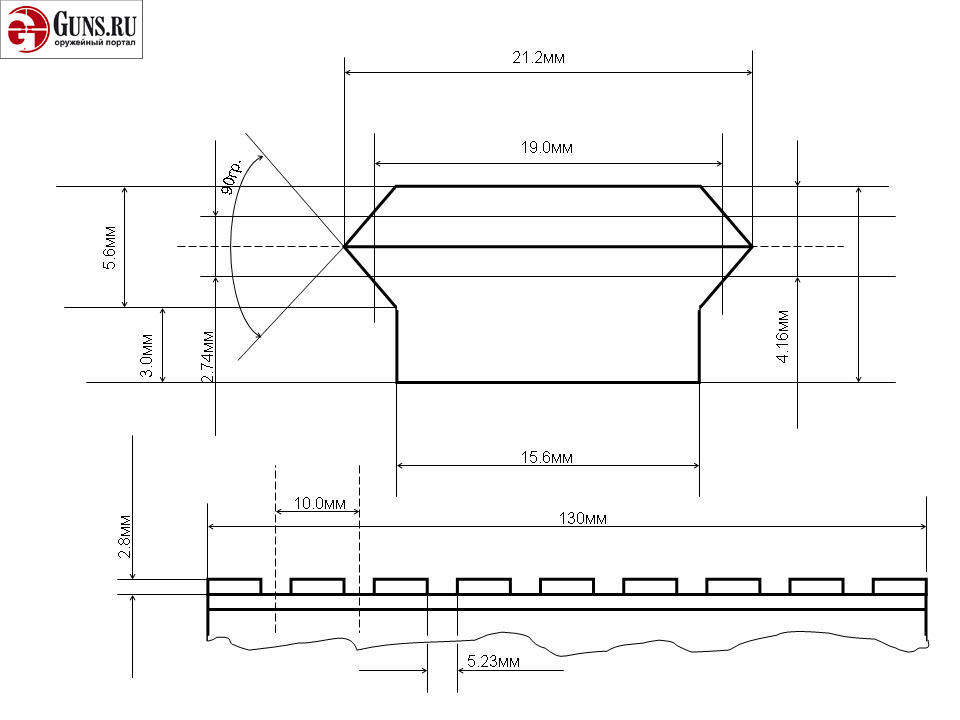 GUNS.RU
оружейный портал
21.2мм
19.0мм
90гр.
5.6мм
3.0мм
2.74мм
4.16мм
15.6мм
10.0мм
130мм
2.8мм
5.23мм